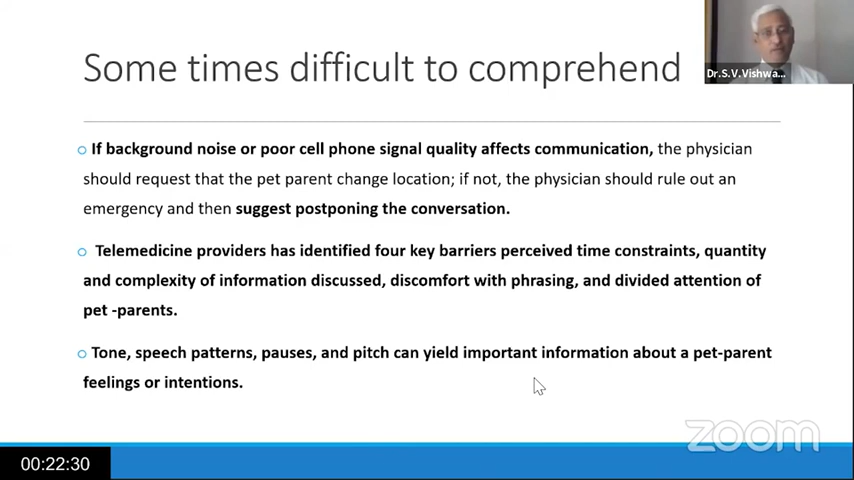 Some times difficult to comprehend
Dr.S.V.Vishwa...
If background noise or poor cell phone signal quality affects communication, the physician
should request that the pet parent change location; if not, the physician should rule out an
emergency and then suggest postponing the conversation.
Telemedicine providers has identified four key barriers perceived time constraints, quantity
and complexity of information discussed, discomfort with phrasing, and divided attention of
pet -parents.
Tone, speech patterns, pauses, and pitch can yield important information about a pet-parent
feelings or intentions.
zoom
00:22:30